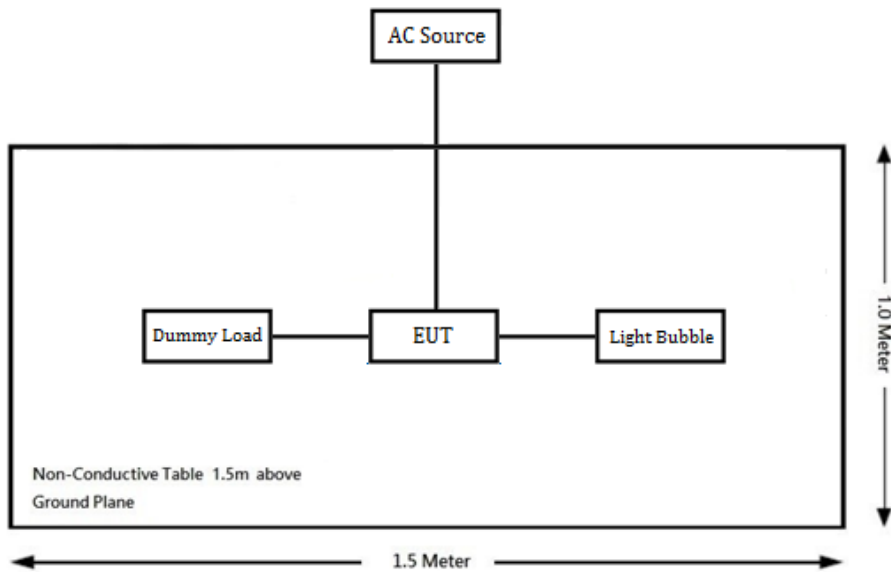 AC Source
Dummy Load
EUT
Light Bubble
1.0 Meter
Non-Conductive Table 1.5m above
Ground Plane
1.5 Meter